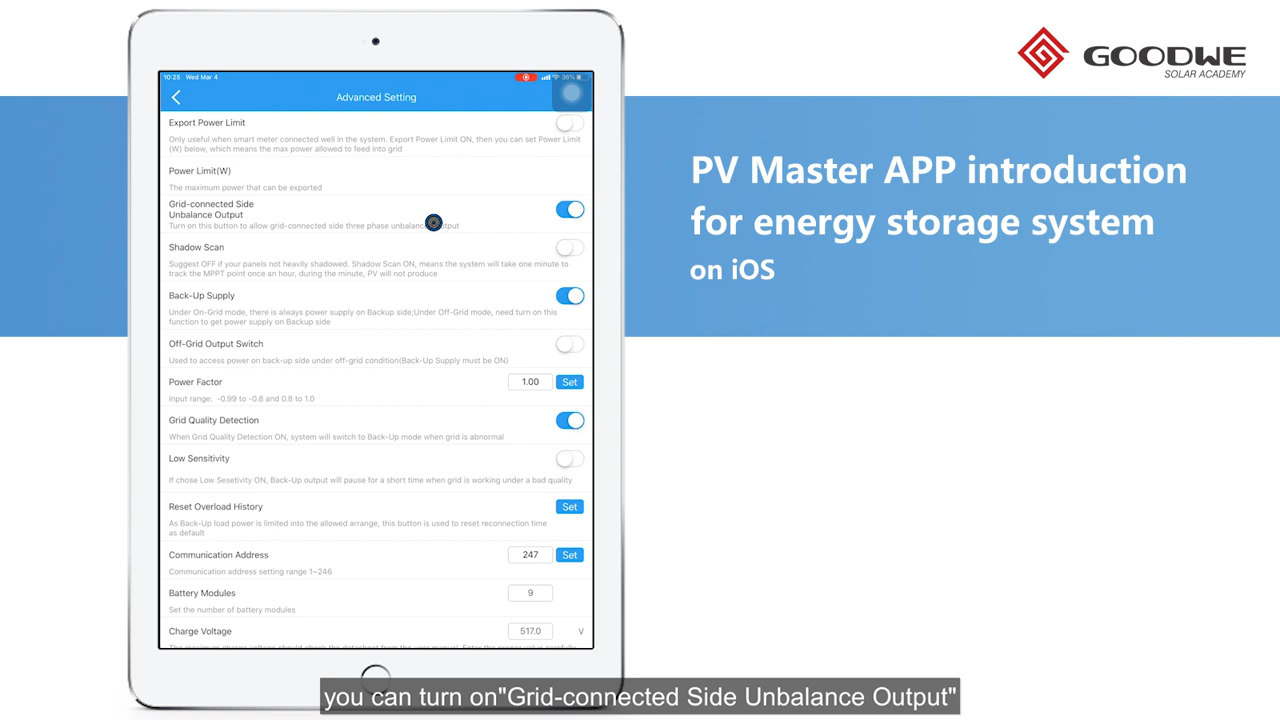 GOODWE
SOLAR ACADEMY
PV Master APP introduction
for energy storage system
on iOS
10:25 Wed Mar 4
36%
Advanced Setting
Export Power Limit
Only useful when smart meter connected well in the system. Export Power Limit ON, then you can set Power Limit
(W) below, which means the max power allowed to feed into grid
Power Limit(W)
The maximum power that can be exported
Grid-connected Side
Unbalance Output
Turn on this button to allow grid-connected side three phase
Shadow Scan
Suggest OFF if your panels not heavily shadowed. Shadow Scan ON, means the system will take one minute to
track the MPPT point once an hour, during the minute, PV will not produce
Back-Up Supply
Under On-Grid mode, there is always power supply on Backup side;Under Off-Grid mode, need turn on this
function to get power supply on Backup side
Off-Grid Output Switch
Used to access power on back-up side under off-grid condition(Back-Up Supply must be ON)
Power Factor 1.00 Set
Input range: -0.99 to -0.8 and 0.8 to 1.0
Grid Quality Detection
When Grid Quality Detection ON, system will switch to Back-Up mode when grid is abnormal
Low Sensitivity
If chose Low Sesetivity ON, Back-Up output will pause for a short time when grid is working under a bad quality
Reset Overload History Set
As Back-Up load power is limited into the allowed arrange, this button is used to reset reconnection time
as default
Communication Address 247 Set
Communication address setting range 1~246
Battery Modules 9
Set the number of battery modules
Charge Voltage 517.0 V
you can turn on"Grid-connected Side Unbalance Output"